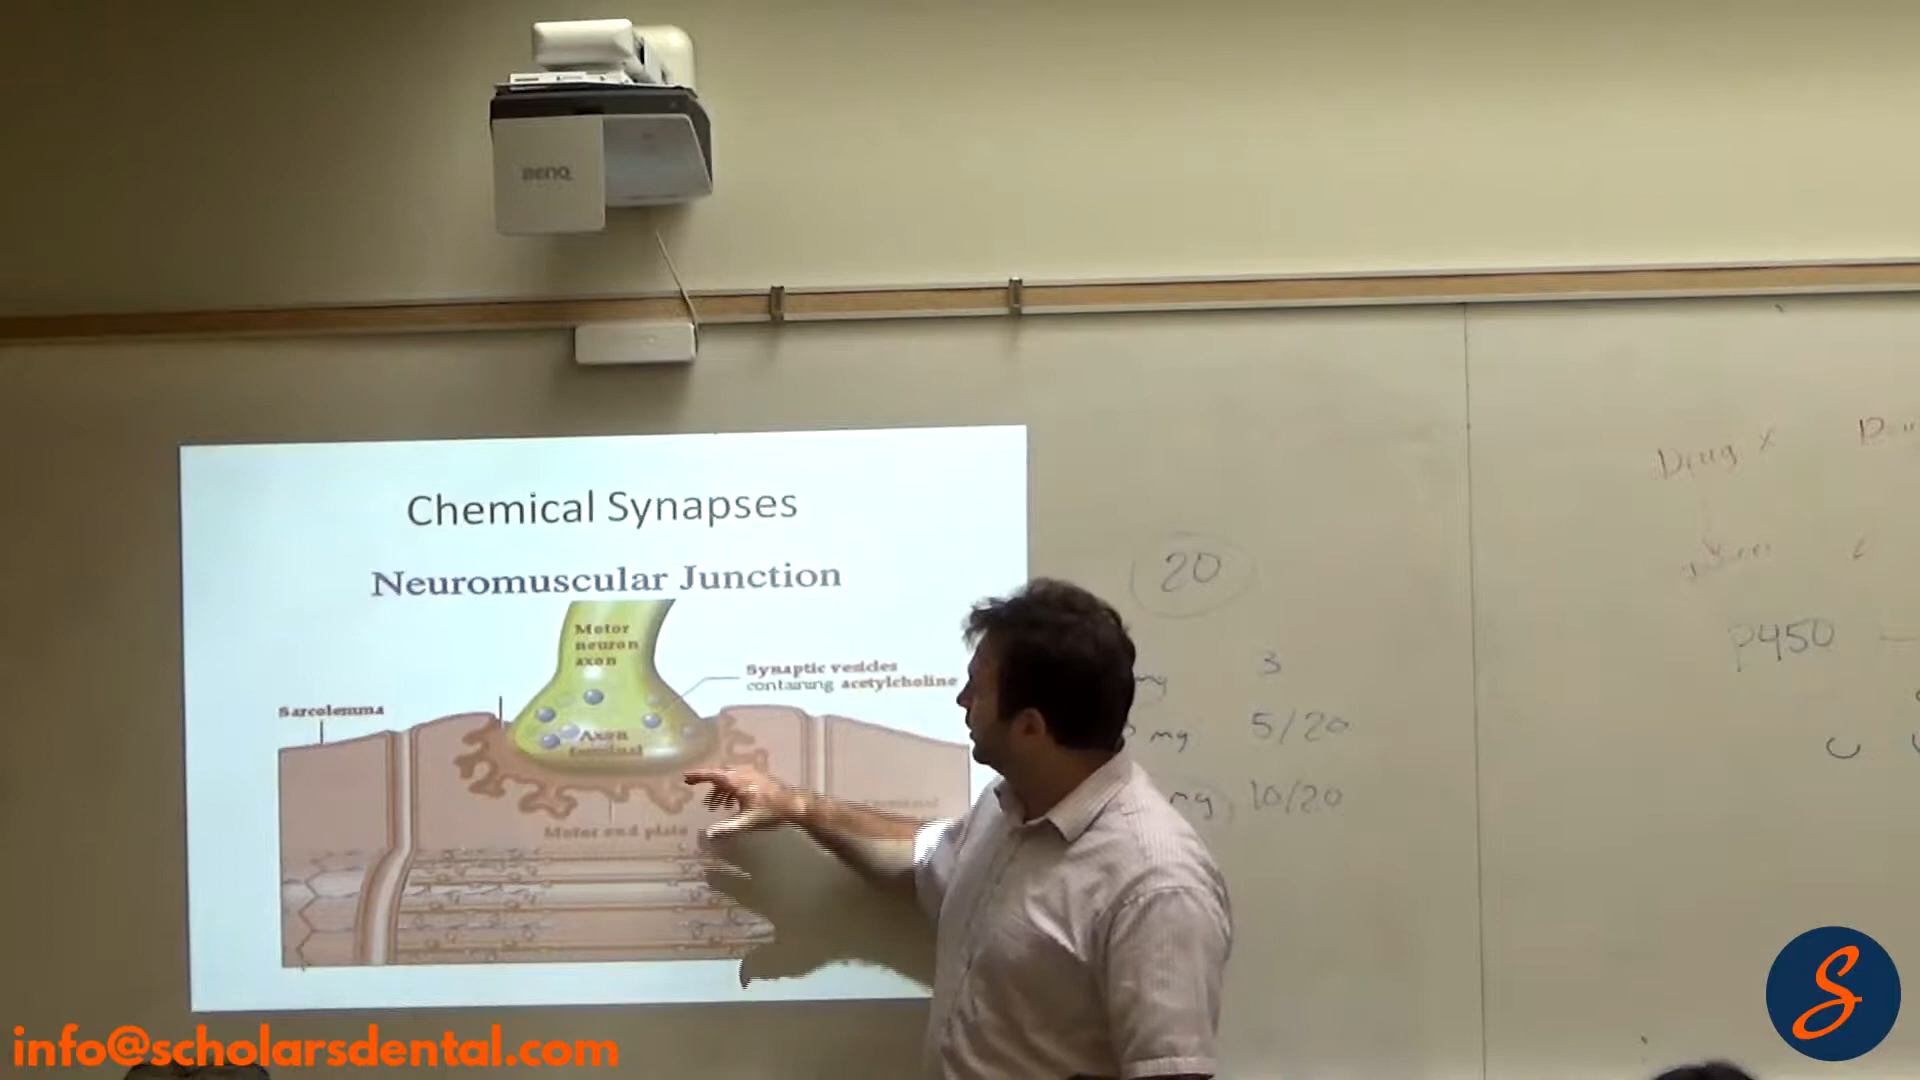 BenQ
Chemical Synapses
Neuromuscular Junction
Motor
neuron
axon
Synaptic vesicles
containing acetylcholine
Sarcolemma
Axon
terminal
Motor end plate
20
mg 3
mg 5/20
mg 10/20
Drug X
P450
S
info@scholarsdental.com